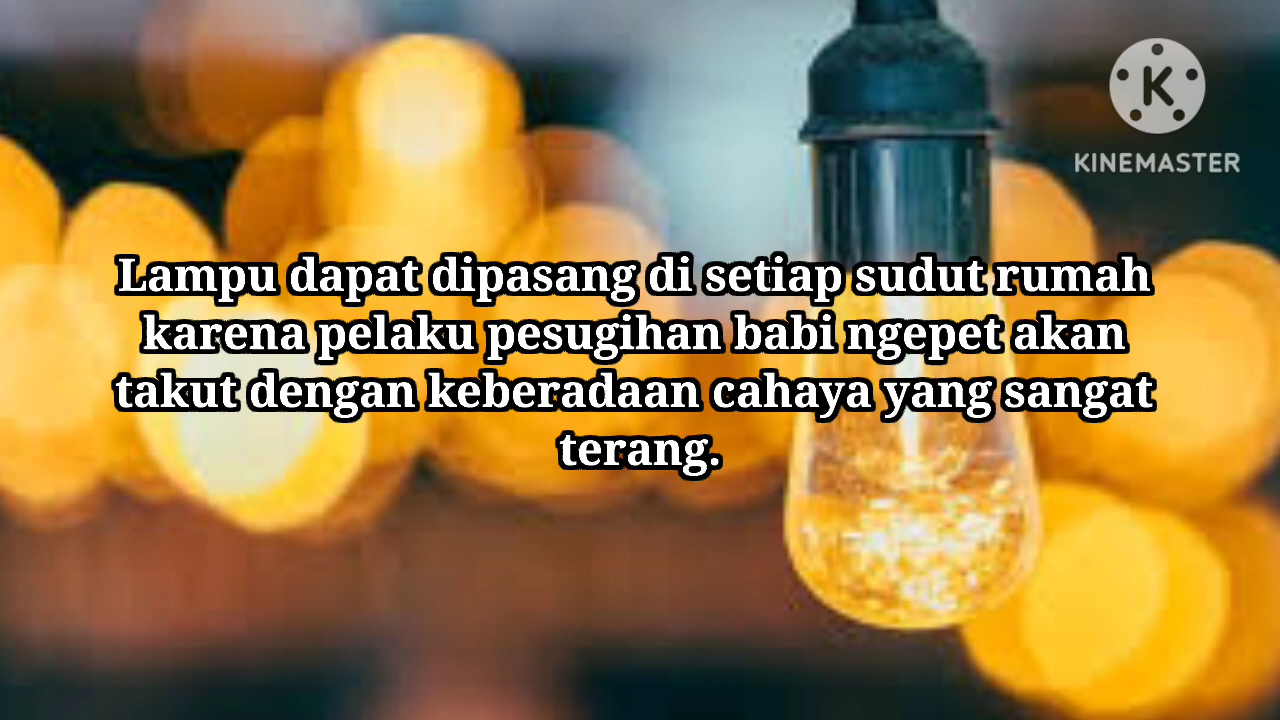 K
KINEMASTER
Lampu dapat dipasang di setiap sudut rumah
karena pelaku pesugihan babi ngepet akan
takut dengan keberadaan cahaya yang sangat
terang.